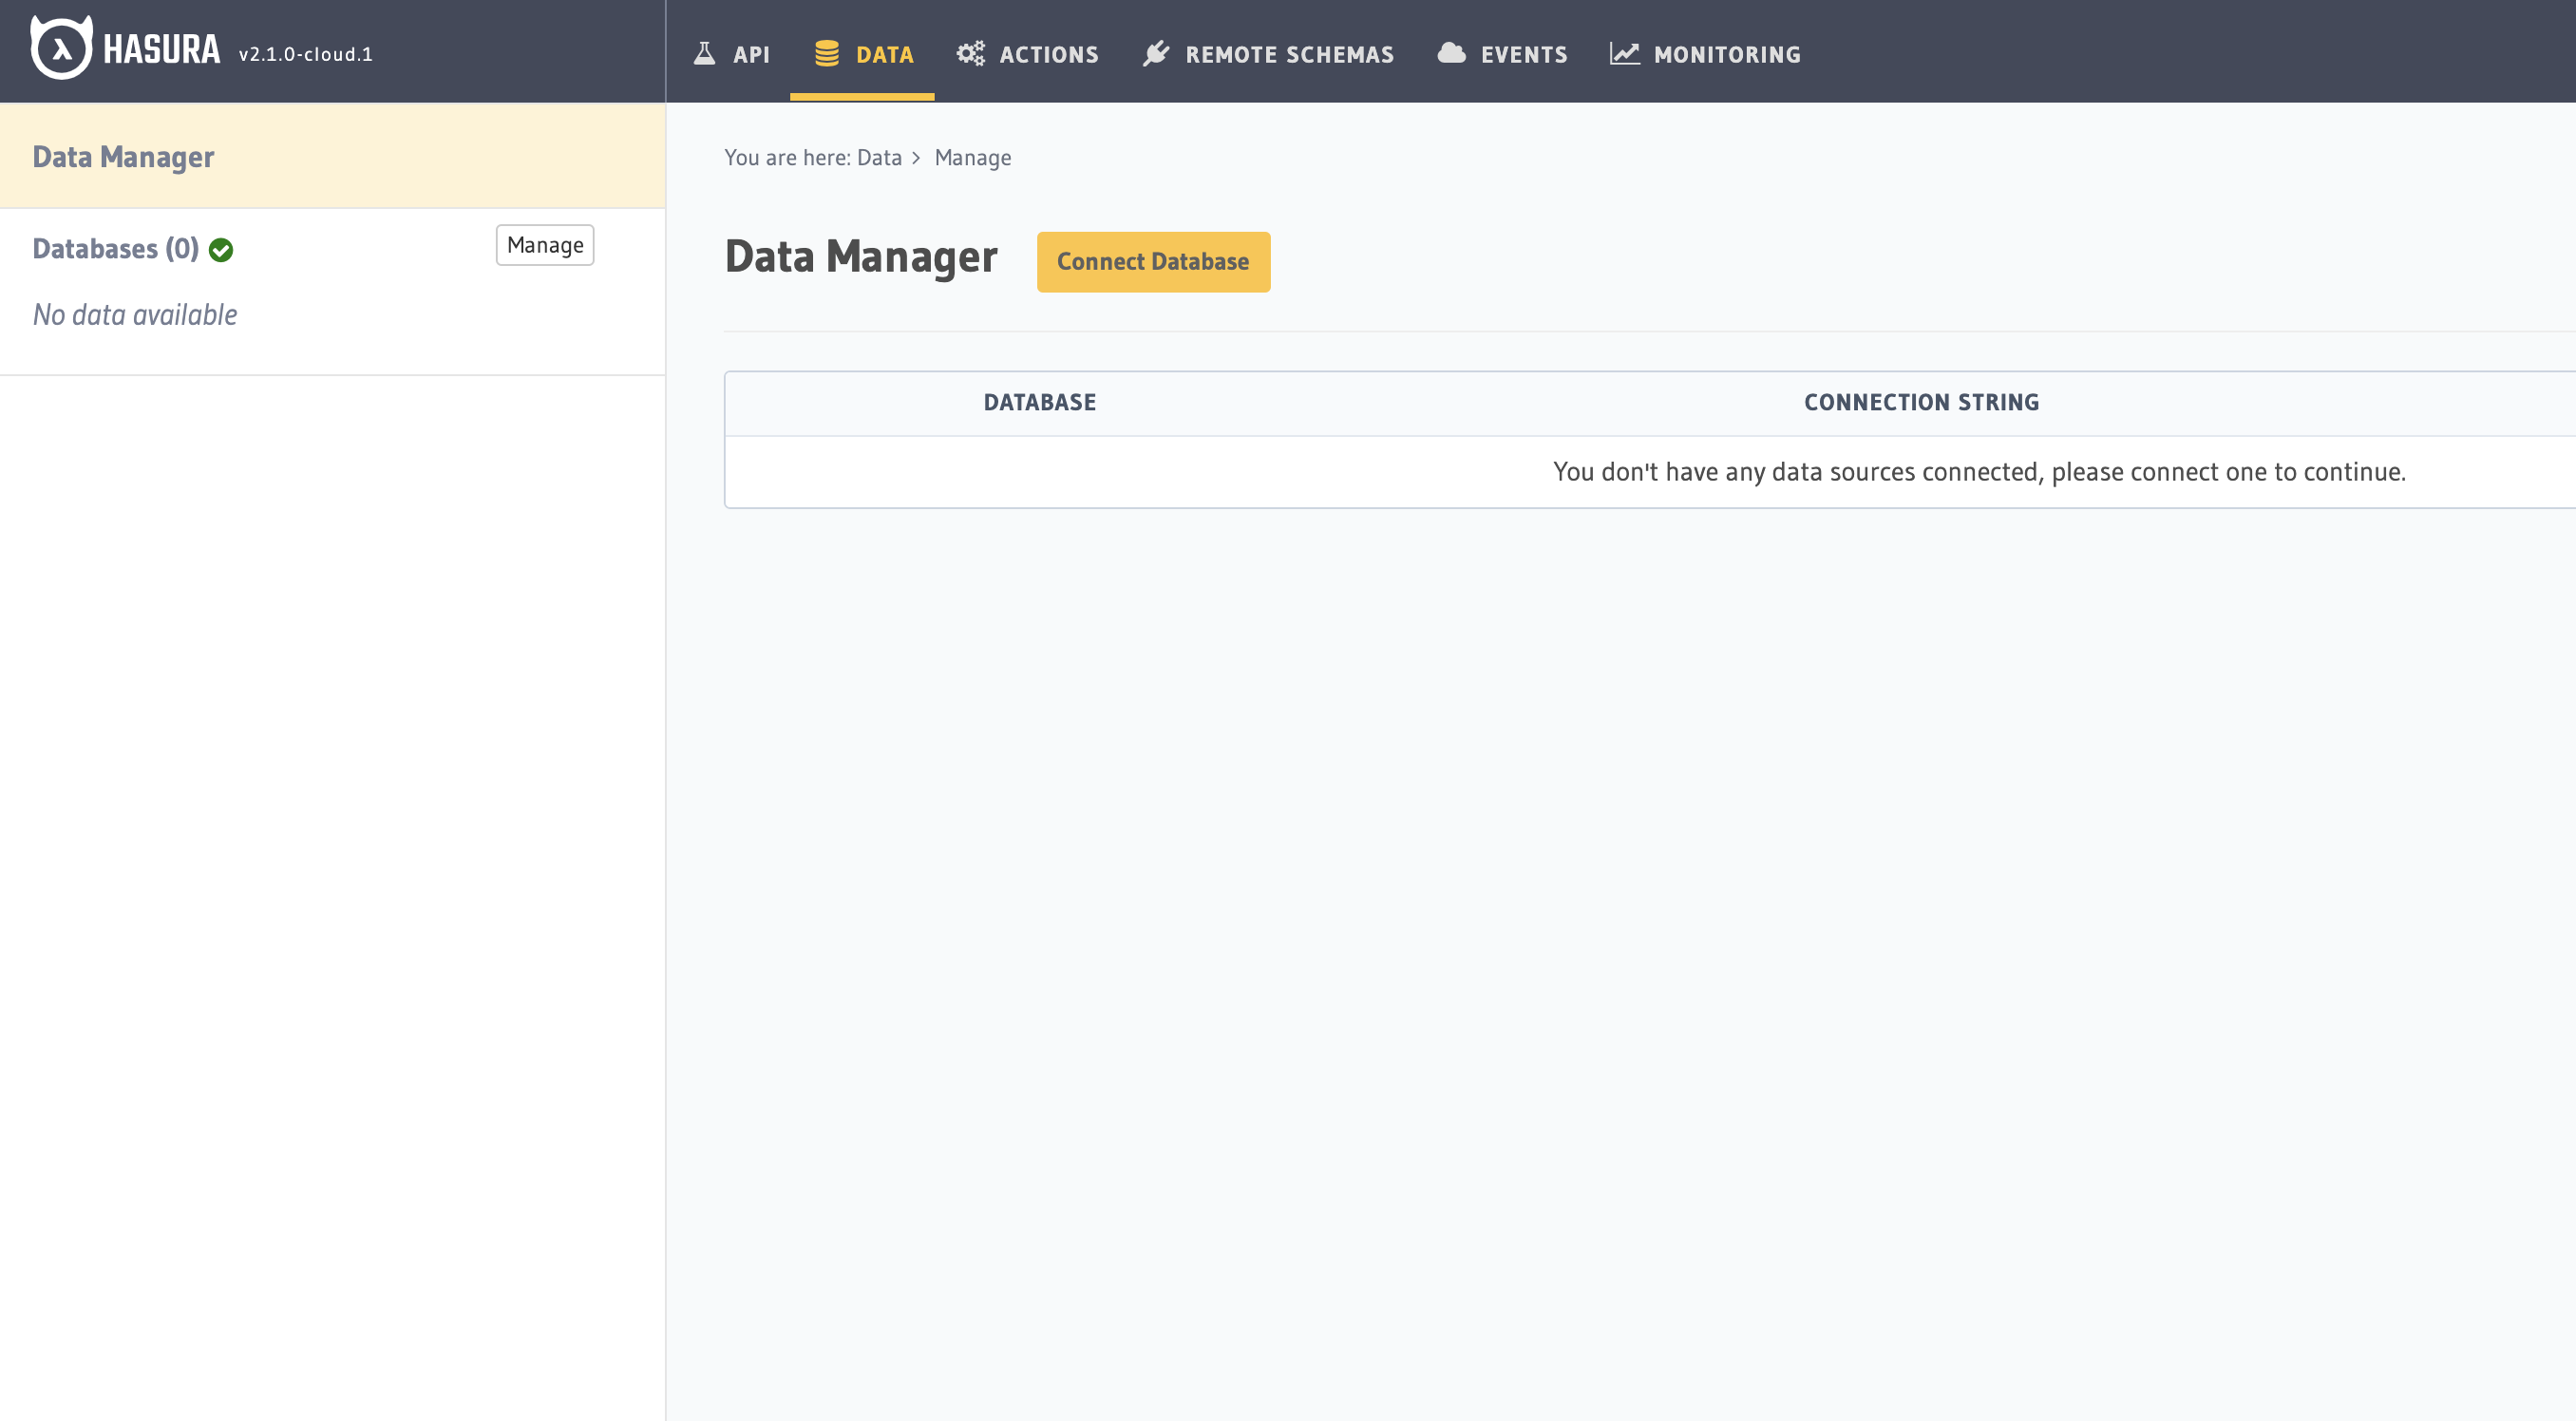 HASURA v2.1.0-cloud.1
API DATA ACTIONS REMOTE SCHEMAS EVENTS MONITORING
Data Manager
Databases (0)
Manage
No data available
You are here: Data > Manage
Data Manager
Connect Database
DATABASE CONNECTION STRING
You don't have any data sources connected, please connect one to continue.